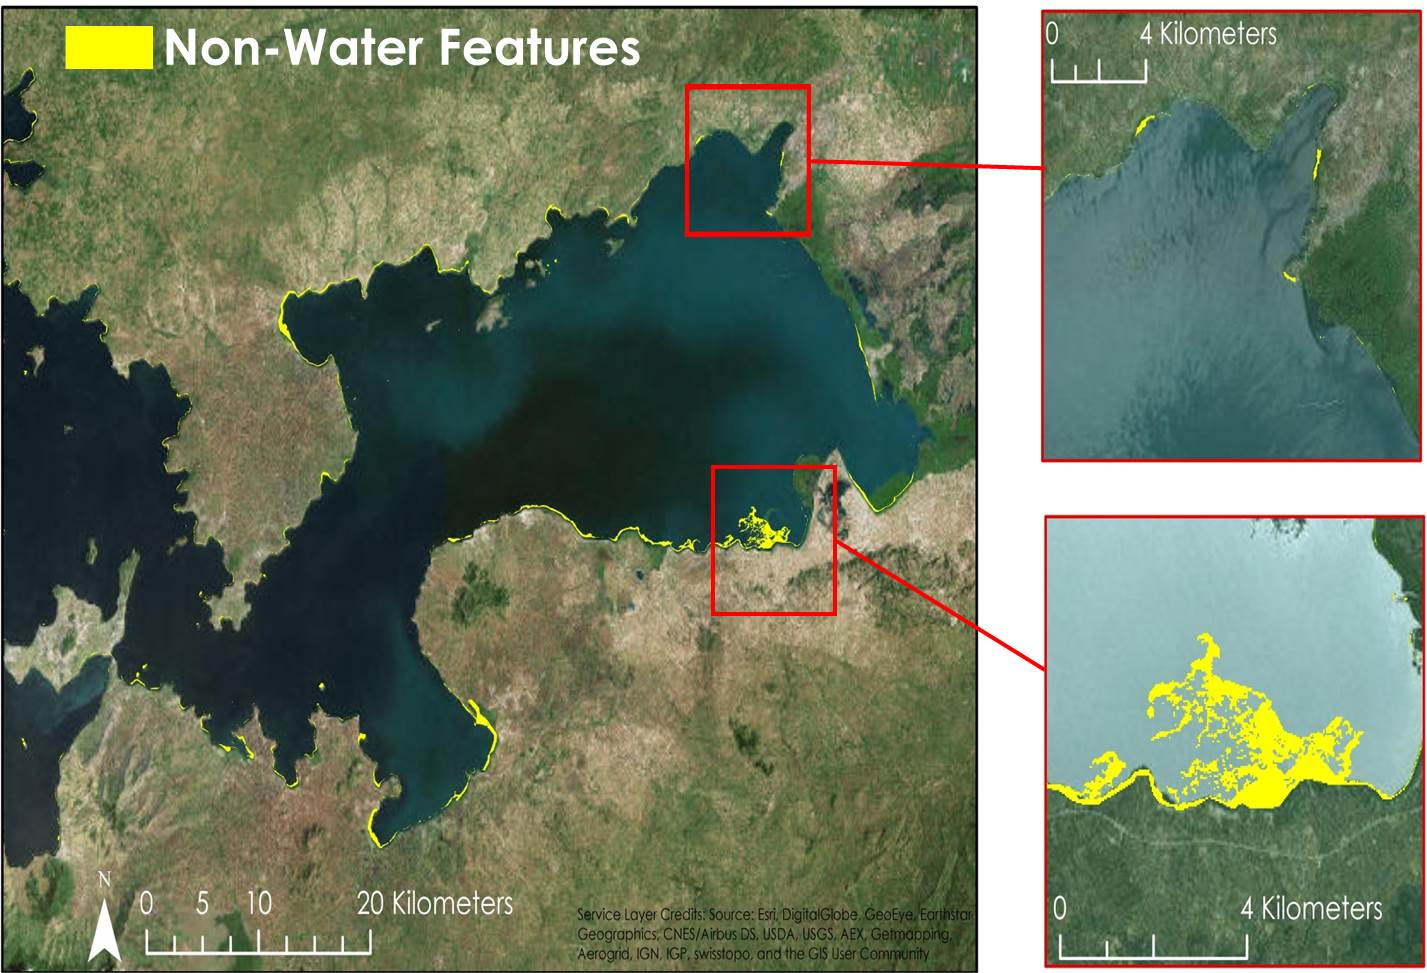 Non-Water Features
N
0 5 10 20 Kilometers
Service Layer Credits: Source: Esri, DigitalGlobe, GeoEye, Earthstar
Geographics, CNES/Airbus DS, USDA, USGS, AEX, Getmapping,
Aerogrid, IGN, IGP, swisstopo, and the GIS User Community
0 4 Kilometers
0 4 Kilometers